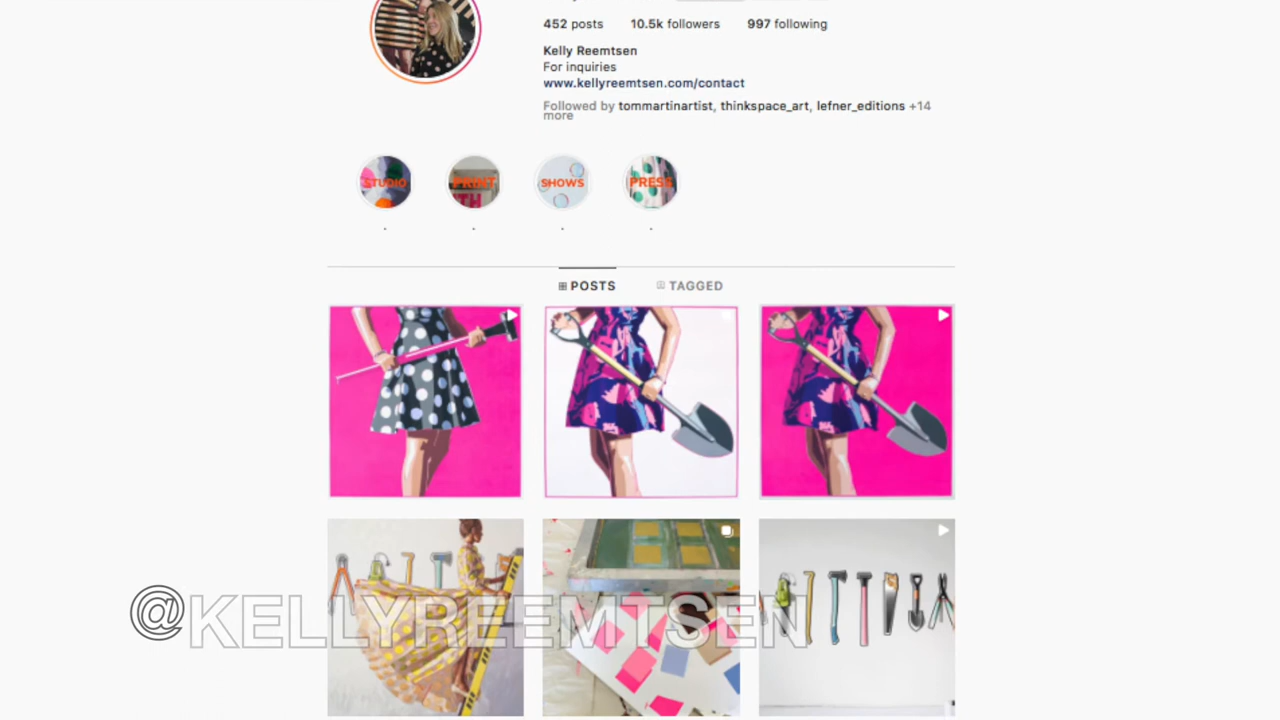 452 posts 10.5k followers 997 following
Kelly Reemtsen
For inquiries
www.kellyreemtsen.com/contact
Followed by tommartinartist, thinkspace_art, lefner_editions +14
more
STUDIO PRINT SHOWS PRESS
POSTS TAGGED
@KELLYREEMTSEN